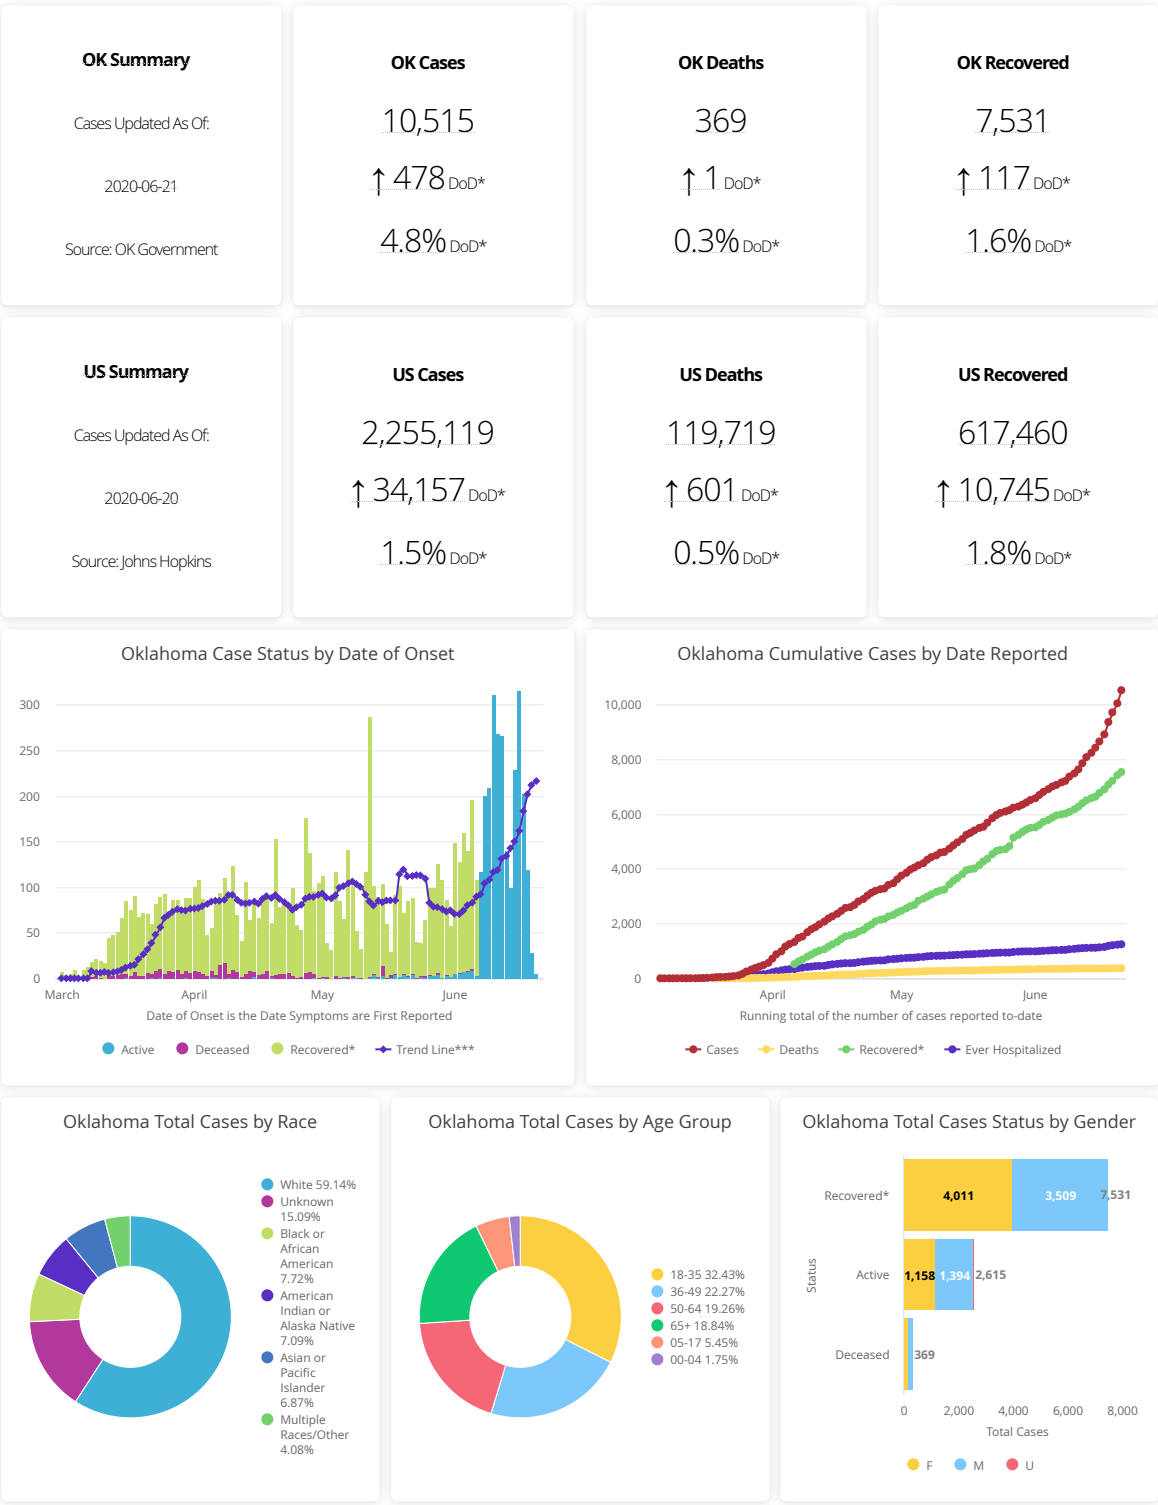 OK Summary
Cases Updated As Of:
2020-06-21
Source: OK Government
OK Cases
10,515
↑ 478 DoD*
4.8% DoD*
OK Deaths
369
↑ 1 DoD*
0.3% DoD*
OK Recovered
7,531
↑ 117 DoD*
1.6% DoD*
US Summary
Cases Updated As Of:
2020-06-20
Source: Johns Hopkins
US Cases
2,255,119
↑ 34,157 DoD*
1.5% DoD*
US Deaths
119,719
↑ 601 DoD*
0.5% DoD*
US Recovered
617,460
↑ 10,745 DoD*
1.8% DoD*
Oklahoma Case Status by Date of Onset
300
250
200
150
100
50
0
March April May June
Date of Onset is the Date Symptoms are First Reported
Active Deceased Recovered* Trend Line***
Oklahoma Cumulative Cases by Date Reported
10,000
8,000
6,000
4,000
2,000
0
April May June
Running total of the number of cases reported to-date
Cases Deaths Recovered* Ever Hospitalized
Oklahoma Total Cases by Race
White 59.14%
Unknown
15.09%
Black or
African
American
7.72%
American
Indian or
Alaska Native
7.09%
Asian or
Pacific
Islander
6.87%
Multiple
Races/Other
4.08%
Oklahoma Total Cases by Age Group
18-35 32.43%
36-49 22.27%
50-64 19.26%
65+ 18.84%
05-17 5.45%
00-04 1.75%
Oklahoma Total Cases Status by Gender
Status
Recovered* 4,011 3,509 7,531
Active 1,158 1,394 2,615
Deceased 369
0 2,000 4,000 6,000 8,000
Total Cases
F M U